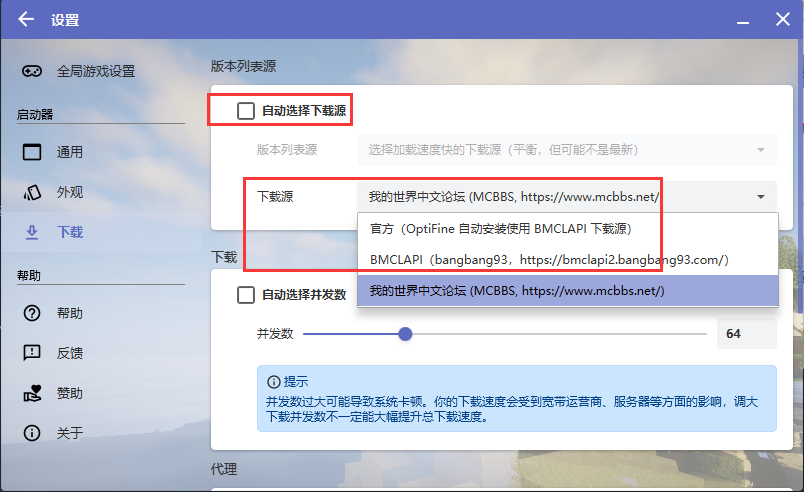 设置
全局游戏设置
启动器
通用
外观
下载
帮助
帮助
反馈
赞助
关于
版本列表源
自动选择下载源
版本列表源
选择加载速度快的下载源（平衡，但可能不是最新）
下载源
我的世界中文论坛 (MCBBS, https://www.mcbbs.net/
官方（OptiFine 自动安装使用 BMCLAPI 下载源）
BMCLAPI（bangbang93，https://bmclapi2.bangbang93.com/）
我的世界中文论坛 (MCBBS, https://www.mcbbs.net/)
下载
自动选择并发数
并发数
64
提示
并发数过大可能导致系统卡顿。你的下载速度会受到宽带运营商、服务器等方面的影响，调大
下载并发数不一定能大幅提升总下载速度。
代理